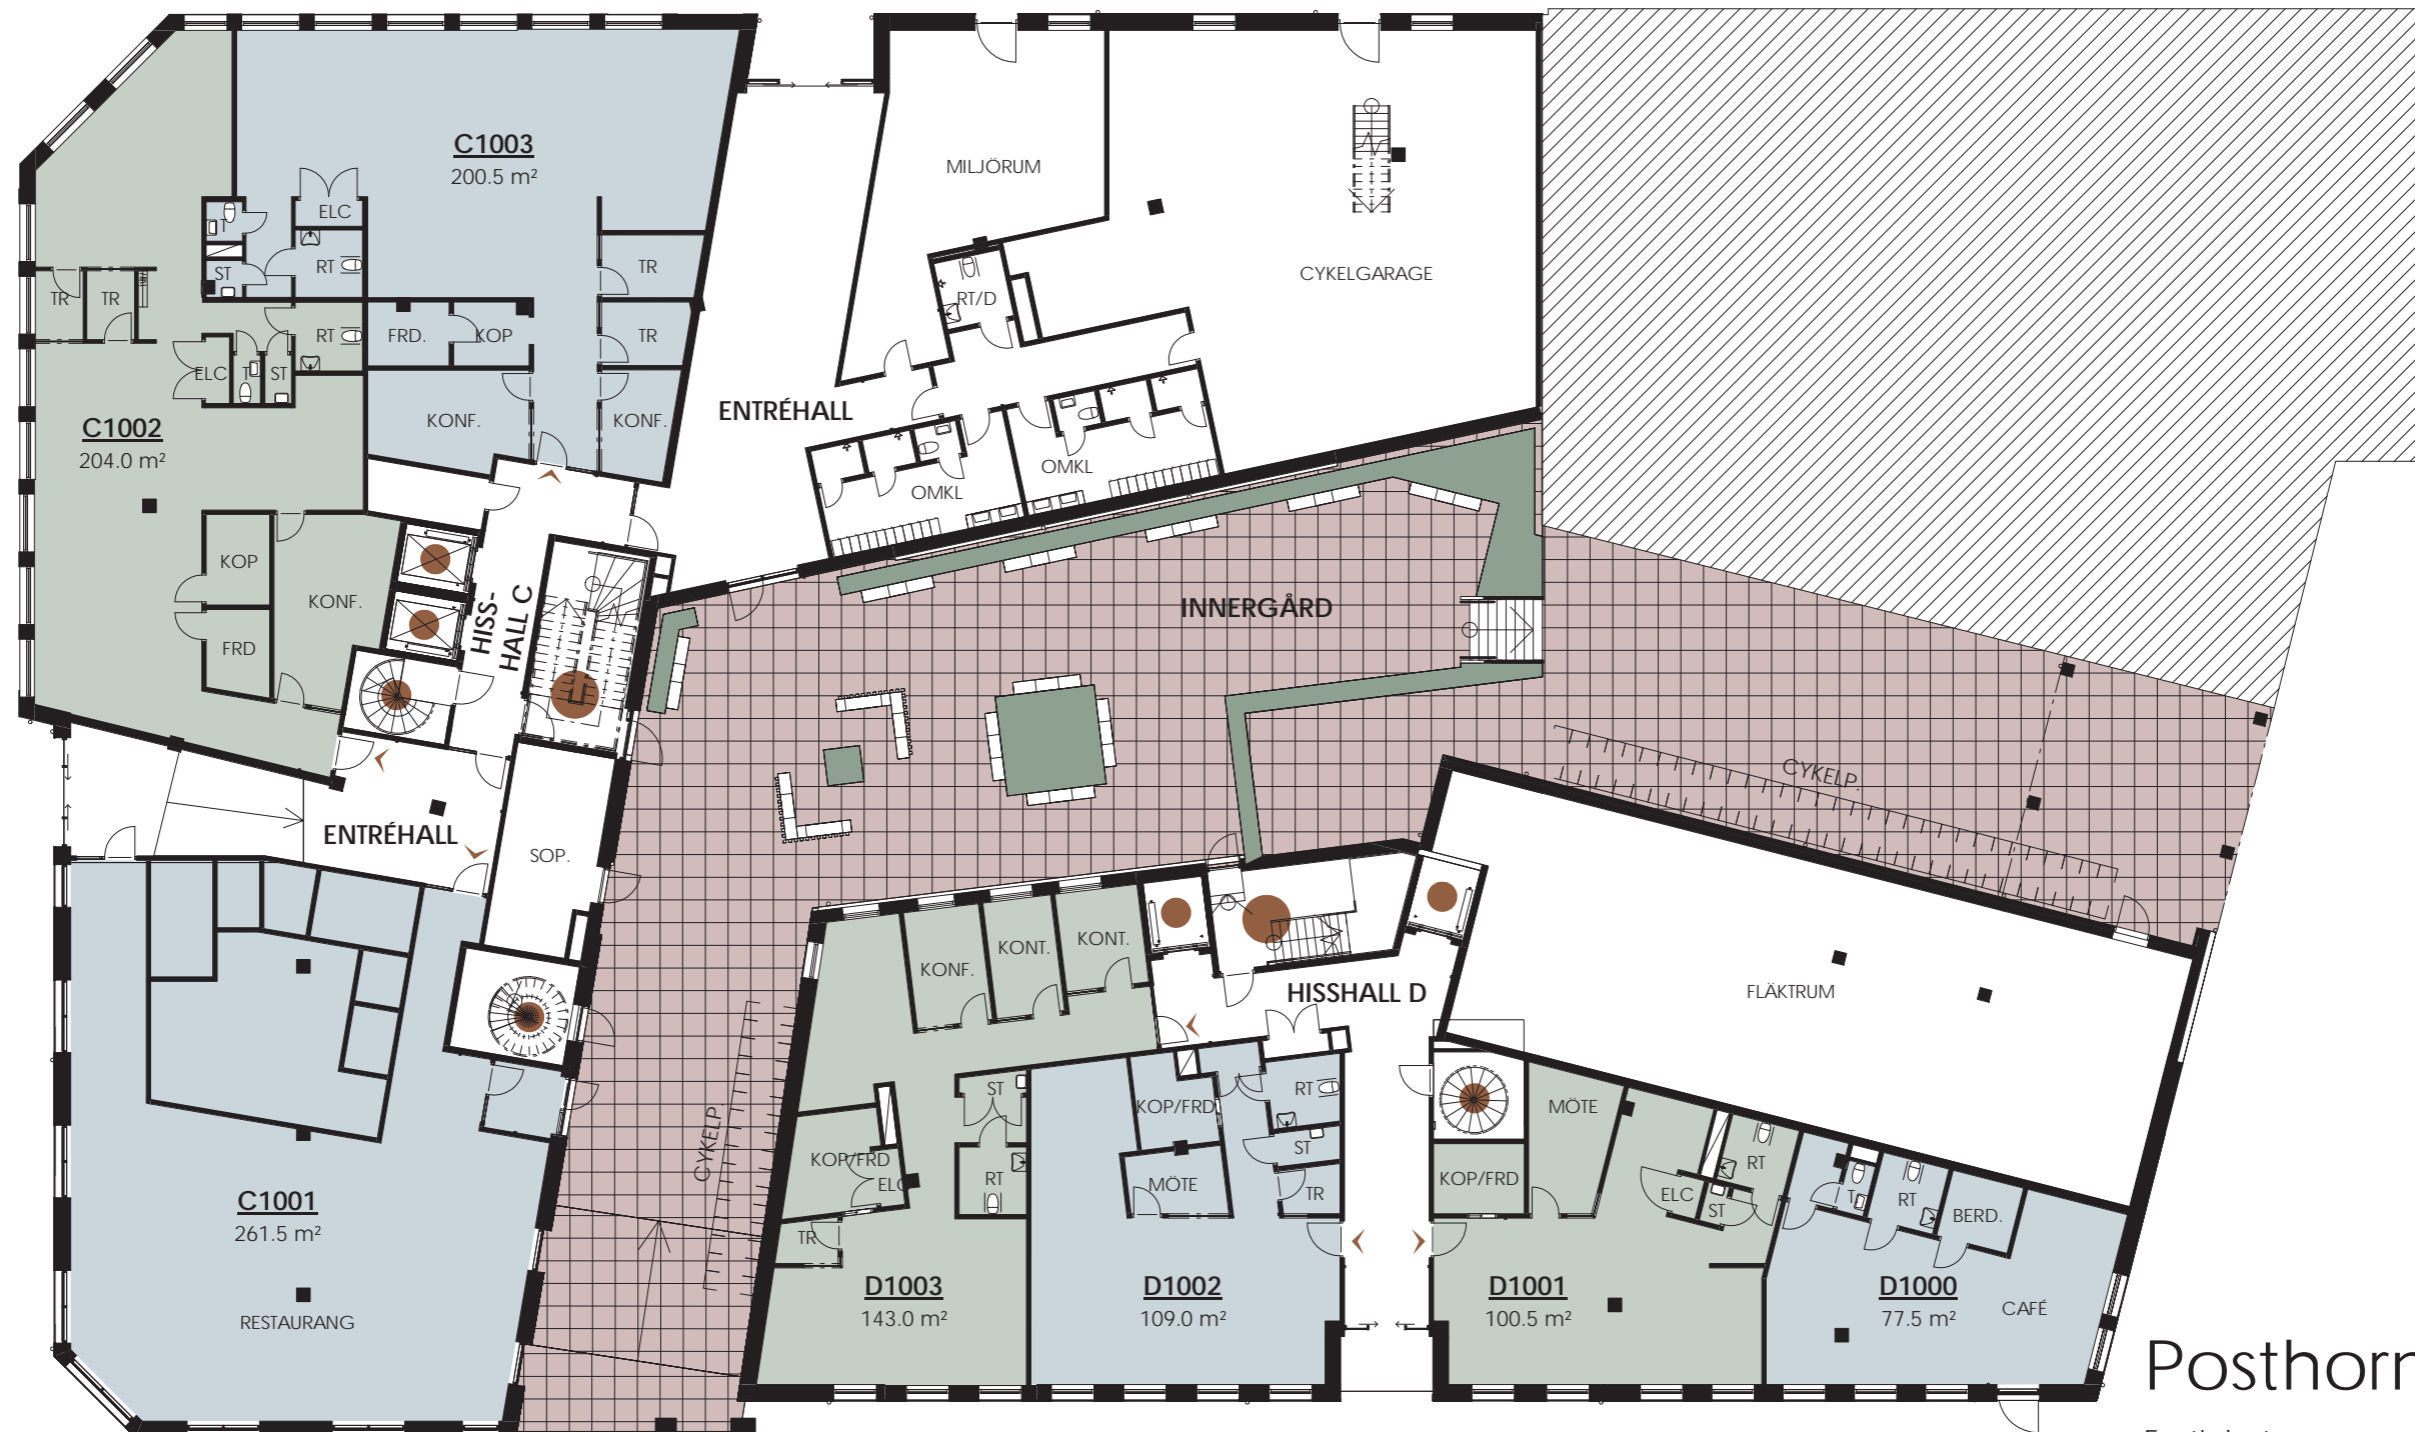 C1003
200.5 m²
MILJÖRUM
ELC
T
RT
ST
TR
CYKELGARAGE
TR
TR
RT/D
FRD.
KOP
TR
RT
ELC
T
ST
KONF.
KONF.
ENTRÉHALL
C1002
204.0 m²
OMKL
OMKL
KOP
KONF.
FRD
HISS-
HALL C
INNERGÅRD
CYKELP.
ENTRÉHALL
SOP.
KONF.
KONT.
KONT.
HISSHALL D
FLÄKTRUM
CYKELP.
ST
KOP/FRD
RT
MÖTE
KOP/FRD
ELC
RT
ST
MÖTE
TR
KOP/FRD
ELC
RT
ST
T
RT
BERD.
TR
C1001
261.5 m²
RESTAURANG
D1003
143.0 m²
D1002
109.0 m²
D1001
100.5 m²
D1000
77.5 m²
CAFÉ
Posthorn